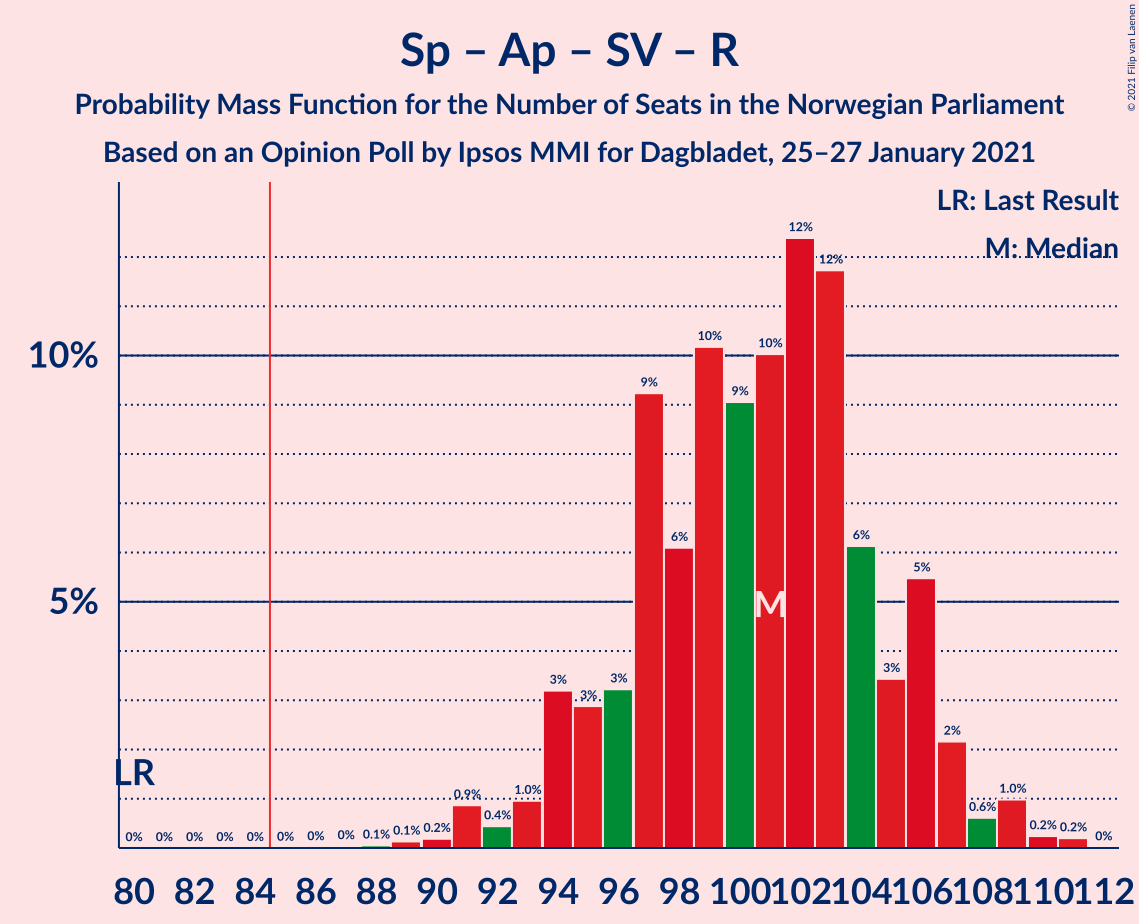 Sp – Ap – SV – R
Probability Mass Function for the Number of Seats in the Norwegian Parliament
Based on an Opinion Poll by Ipsos MMI for Dagbladet, 25–27 January 2021
© 2021 Filip van Laenen
LR: Last Result
M: Median
10%
5%
LR
M
0% 0% 0% 0% 0% 0% 0% 0% 0.1% 0.1% 0.2% 0.9% 0.4% 1.0% 3% 3% 3% 9% 6% 10% 9% 10% 12% 12% 6% 3% 5% 2% 0.6% 1.0% 0.2% 0.2% 0%
80 82 84 86 88 90 92 94 96 98 100 102 104 106 108 110 112